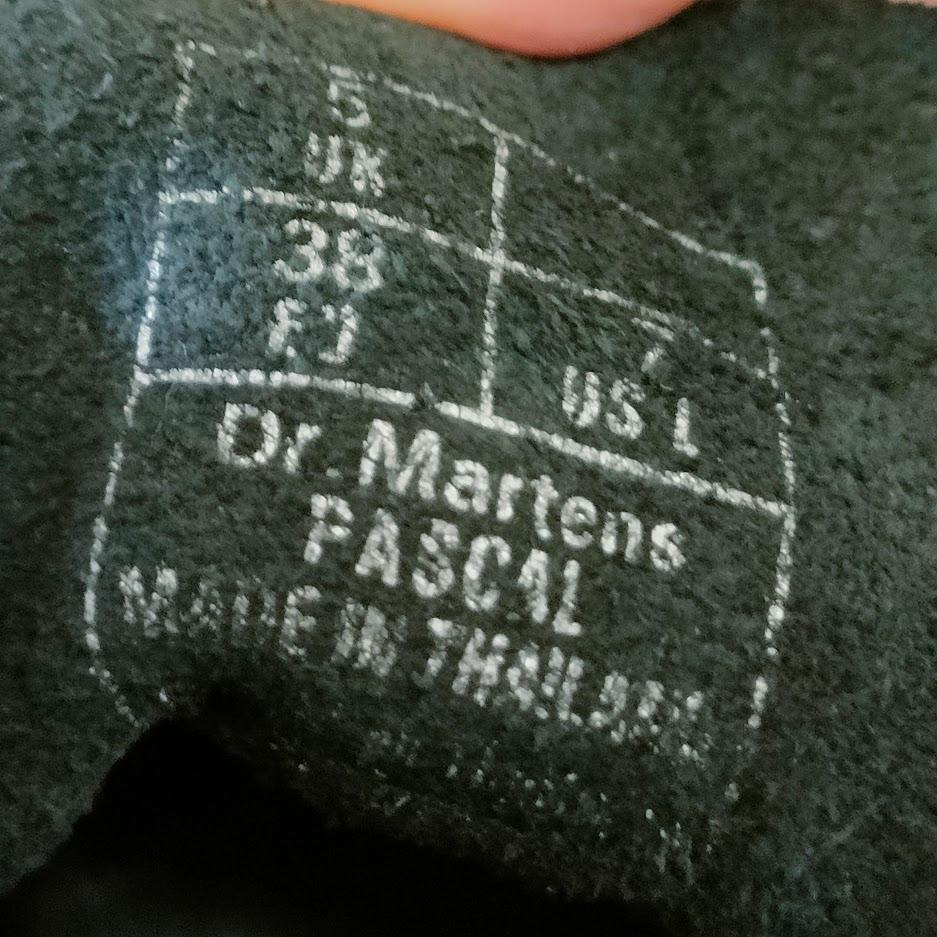 5
UK
38
EU
7
US L
Dr. Martens
PASCAL
MADE IN THAILAND